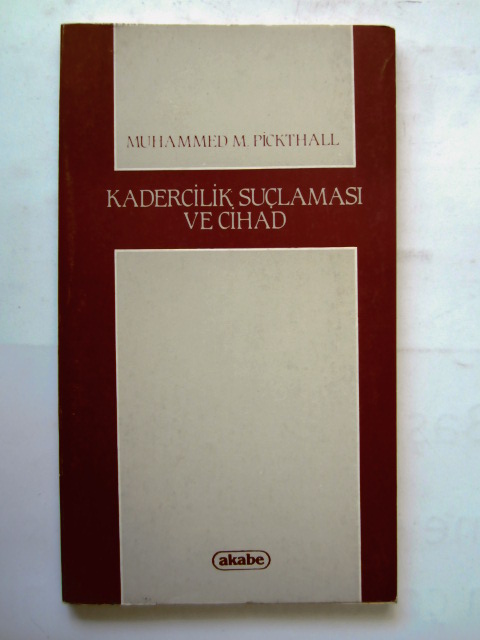 MUHAMMED M. PİCKTHALL
KADERCİLİK SUÇLAMASI
VE CİHAD
akabe